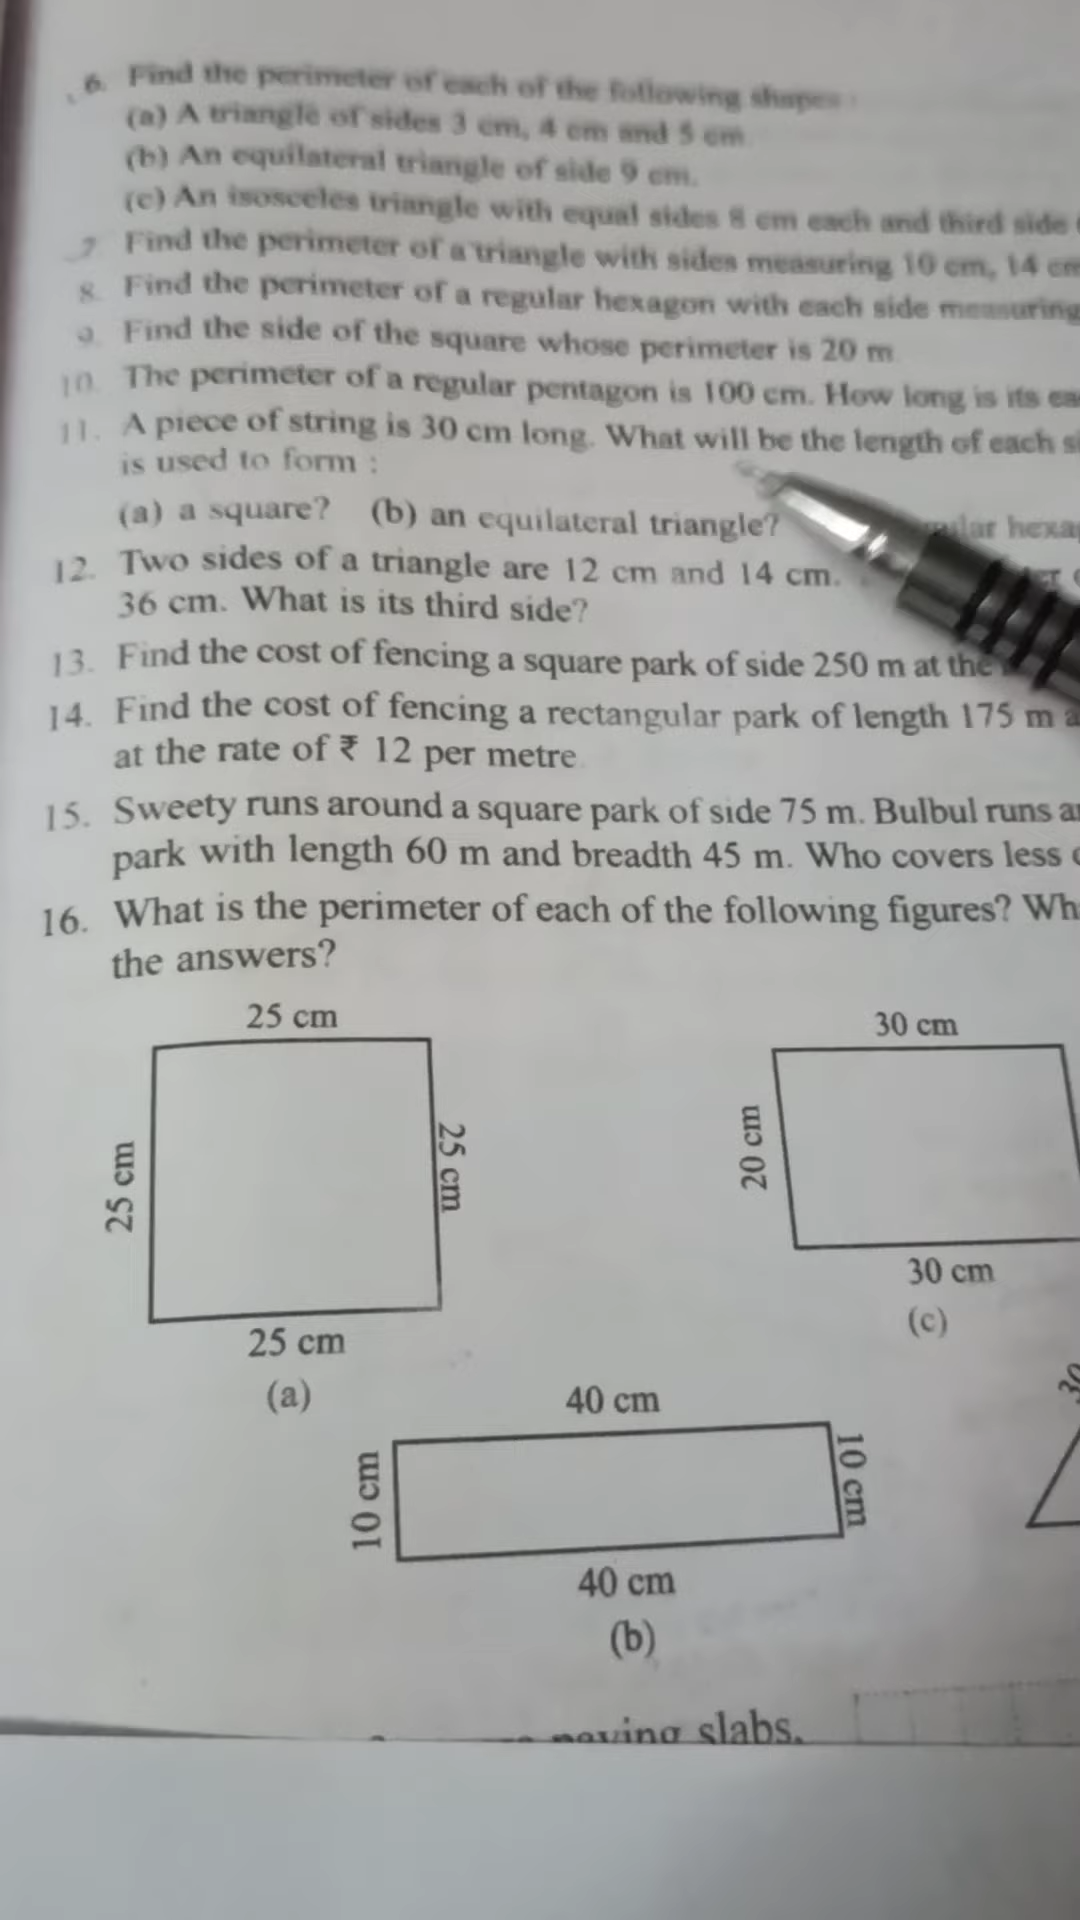 6. Find the perimeter of each of the following shapes :
(a) A triangle of sides 3 cm, 4 cm and 5 cm.
(b) An equilateral triangle of side 9 cm.
(c) An isosceles triangle with equal sides 8 cm each and third side
7. Find the perimeter of a triangle with sides measuring 10 cm, 14 cm
8. Find the perimeter of a regular hexagon with each side measuring
9. Find the side of the square whose perimeter is 20 m.
10. The perimeter of a regular pentagon is 100 cm. How long is its
11. A piece of string is 30 cm long. What will be the length of each
is used to form :
(a) a square? (b) an equilateral triangle?
12. Two sides of a triangle are 12 cm and 14 cm.
36 cm. What is its third side?
13. Find the cost of fencing a square park of side 250 m at the
14. Find the cost of fencing a rectangular park of length 175 m
at the rate of ₹ 12 per metre.
15. Sweety runs around a square park of side 75 m. Bulbul runs
park with length 60 m and breadth 45 m. Who covers less
16. What is the perimeter of each of the following figures?
the answers?
25 cm
30 cm
25 cm
25 cm
20 cm
25 cm
30 cm
(a)
(c)
40 cm
30
10 cm
10 cm
40 cm
(b)
paving slabs.